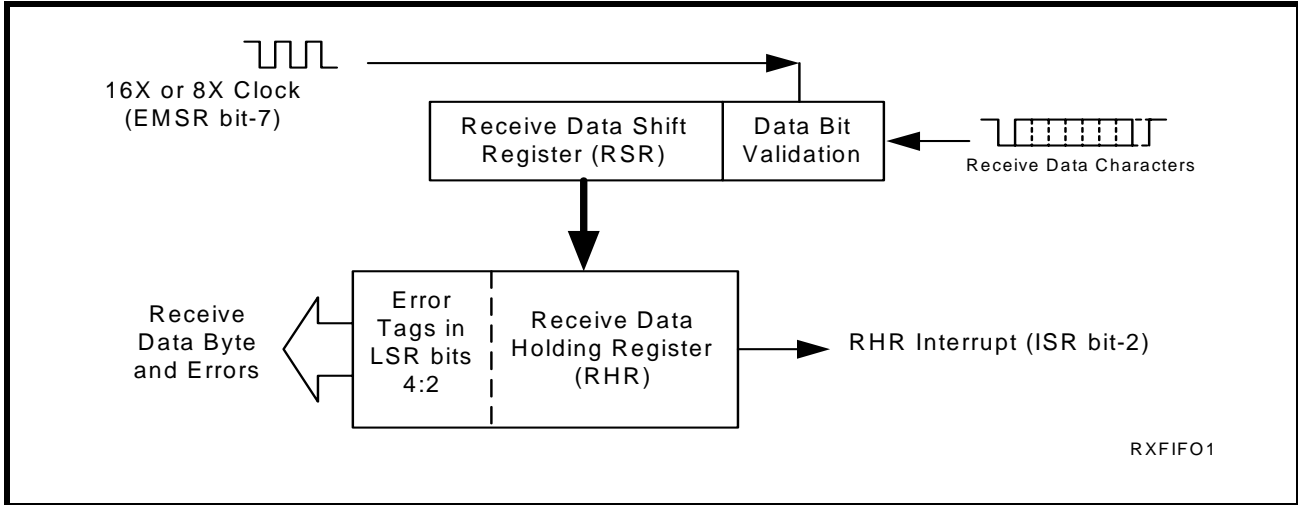 16X or 8X Clock
(EMSR bit-7)
Receive Data Shift
Register (RSR)
Data Bit
Validation
Receive Data Characters
Receive
Data Byte
and Errors
Error
Tags in
LSR bits
4:2
Receive Data
Holding Register
(RHR)
RHR Interrupt (ISR bit-2)
RXFIFO1